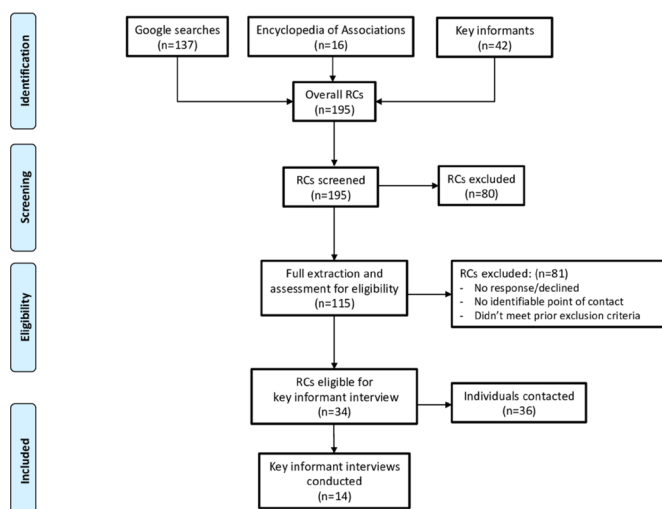 Identification
Google searches
(n=137)
Encyclopedia of Associations
(n=16)
Key informants
(n=42)
Overall RCs
(n=195)
Screening
RCs screened
(n=195)
RCs excluded
(n=80)
Eligibility
Full extraction and
assessment for eligibility
(n=115)
RCs excluded: (n=81)
- No response/declined
- No identifiable point of contact
- Didn't meet prior exclusion criteria
RCs eligible for
key informant interview
(n=34)
Individuals contacted
(n=36)
Included
Key informant interviews
conducted
(n=14)